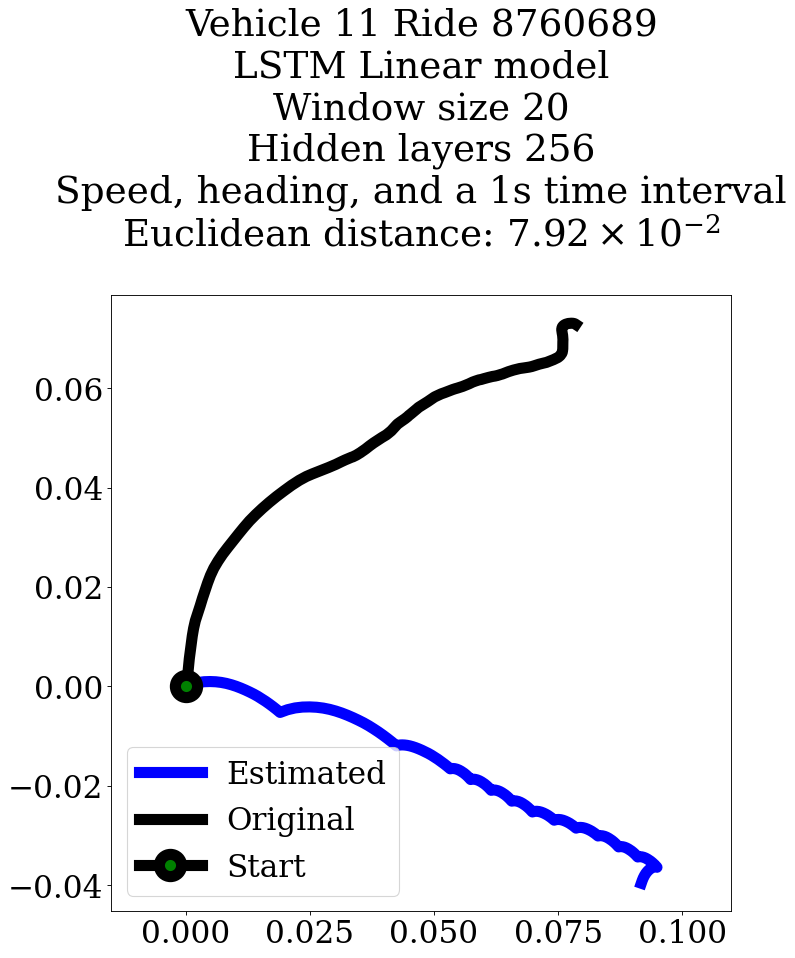 Vehicle 11 Ride 8760689
LSTM Linear model
Window size 20
Hidden layers 256
Speed, heading, and a 1s time interval
Euclidean distance: 7.92 × 10⁻²
0.06
0.04
0.02
0.00
−0.02
−0.04
Estimated
Original
Start
0.000 0.025 0.050 0.075 0.100